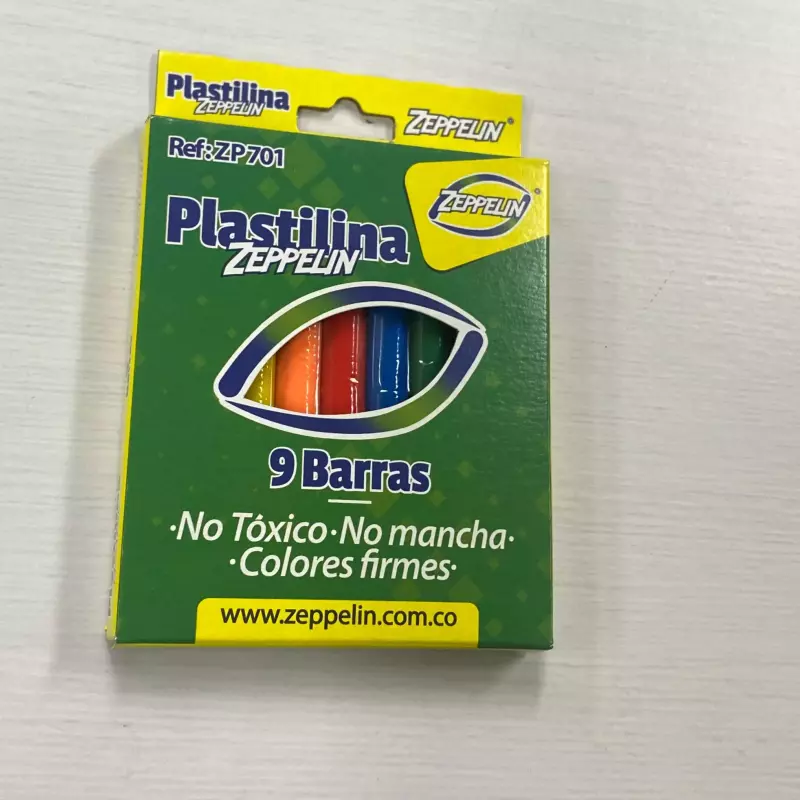 Plastilina
ZEPPELIN
ZEPPELIN®
Ref: ZP701
ZEPPELIN®
Plastilina
ZEPPELIN
9 Barras
·No Tóxico·No mancha·
·Colores firmes·
www.zeppelin.com.co